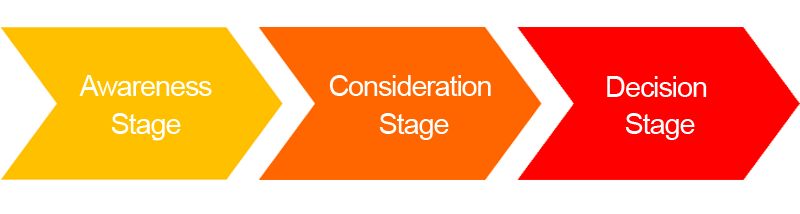 Awareness
Stage
Consideration
Stage
Decision
Stage